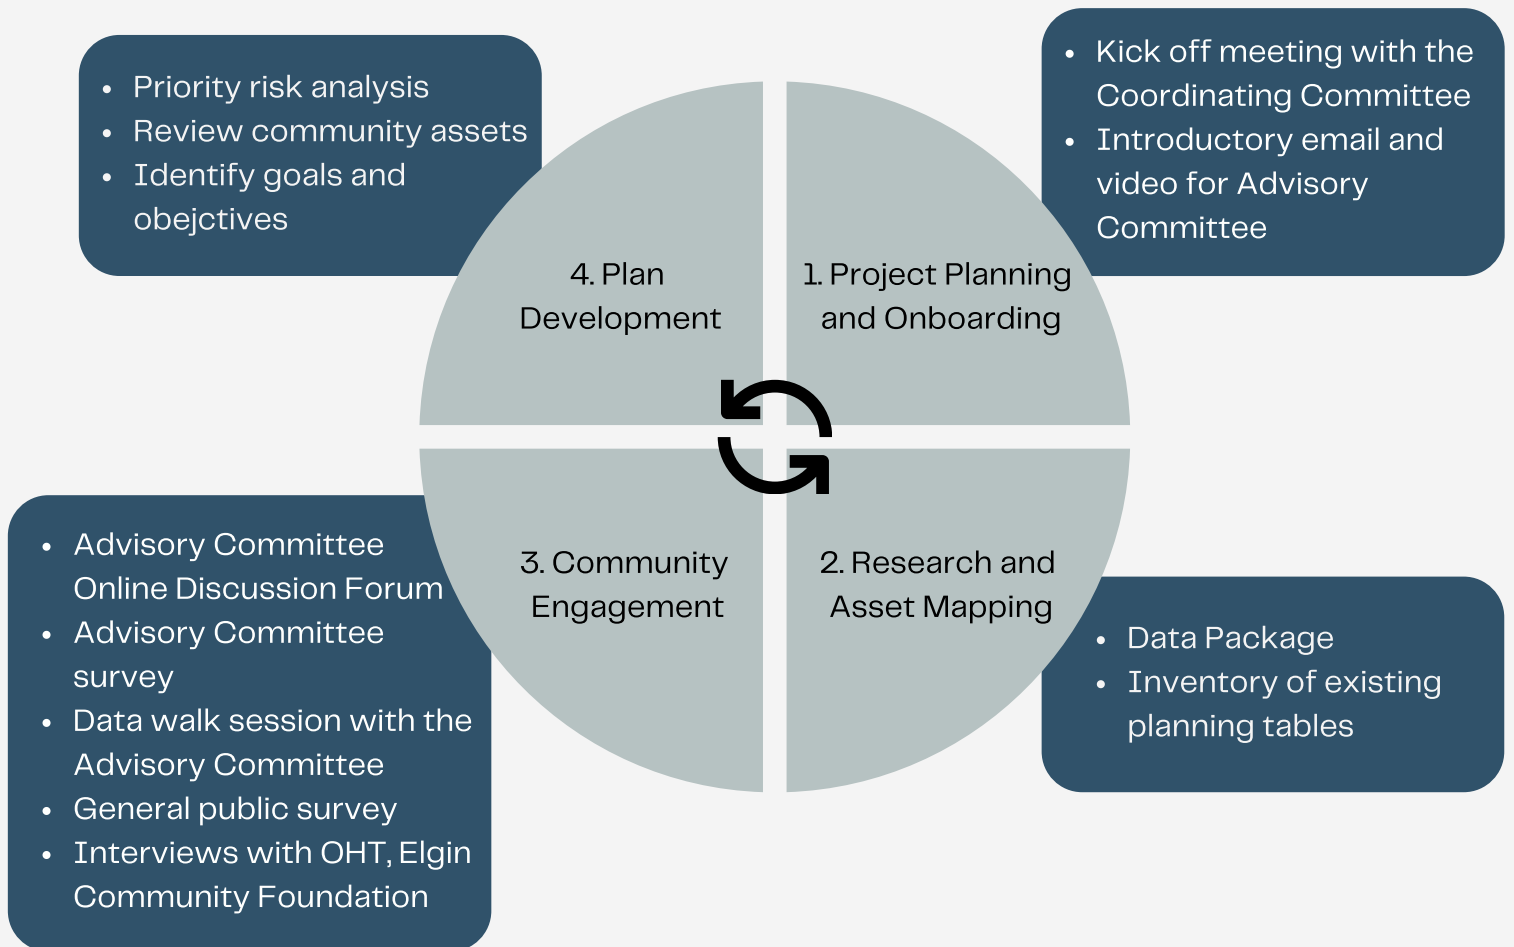 • Priority risk analysis
• Review community assets
• Identify goals and
obejctives
• Kick off meeting with the
Coordinating Committee
• Introductory email and
video for Advisory
Committee
4. Plan
Development
1. Project Planning
and Onboarding
3. Community
Engagement
2. Research and
Asset Mapping
• Advisory Committee
Online Discussion Forum
• Advisory Committee
survey
• Data walk session with the
Advisory Committee
• General public survey
• Interviews with OHT, Elgin
Community Foundation
• Data Package
• Inventory of existing
planning tables